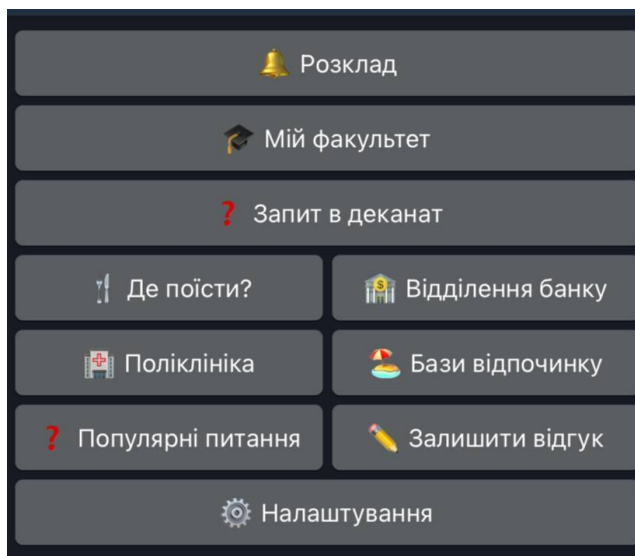 🔔 Розклад
🎓 Мій факультет
❓ Запит в деканат
🍴 Де поїсти?
🏦 Відділення банку
🏥 Поліклініка
🏖 Бази відпочинку
❓ Популярні питання
✏️ Залишити відгук
⚙️ Налаштування